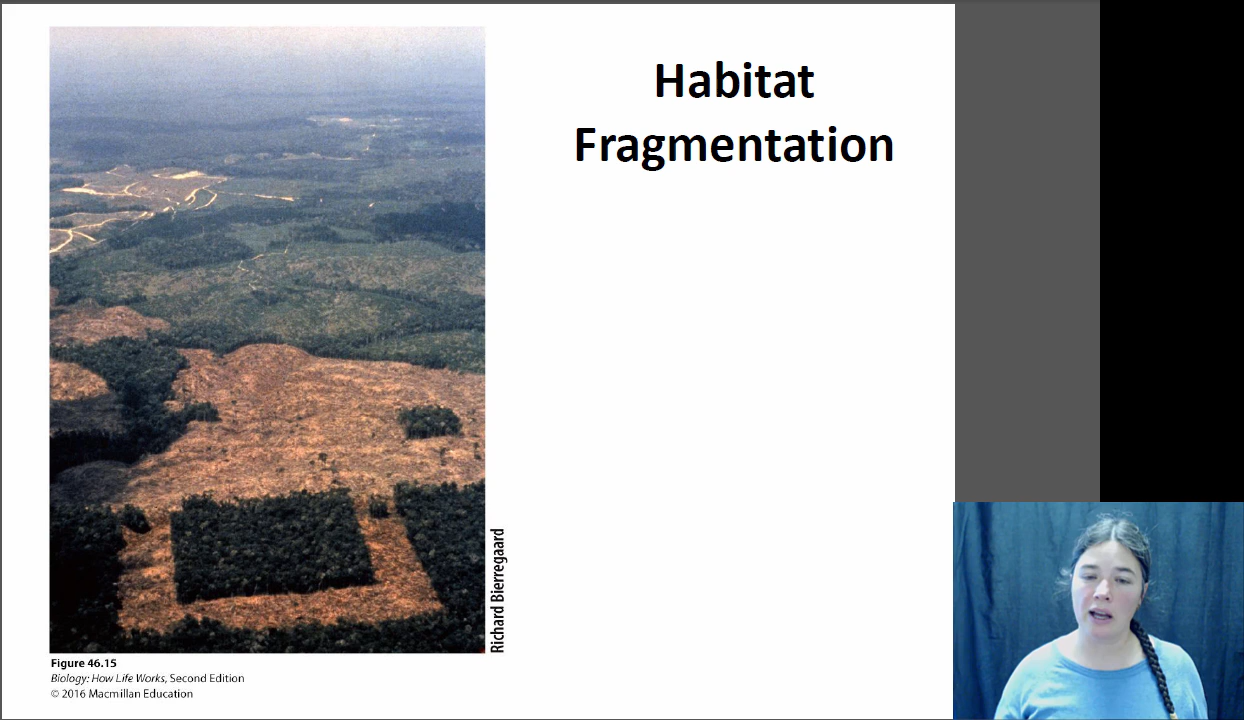 Habitat
Fragmentation
Richard Bierregaard
Figure 46.15
Biology: How Life Works, Second Edition
© 2016 Macmillan Education